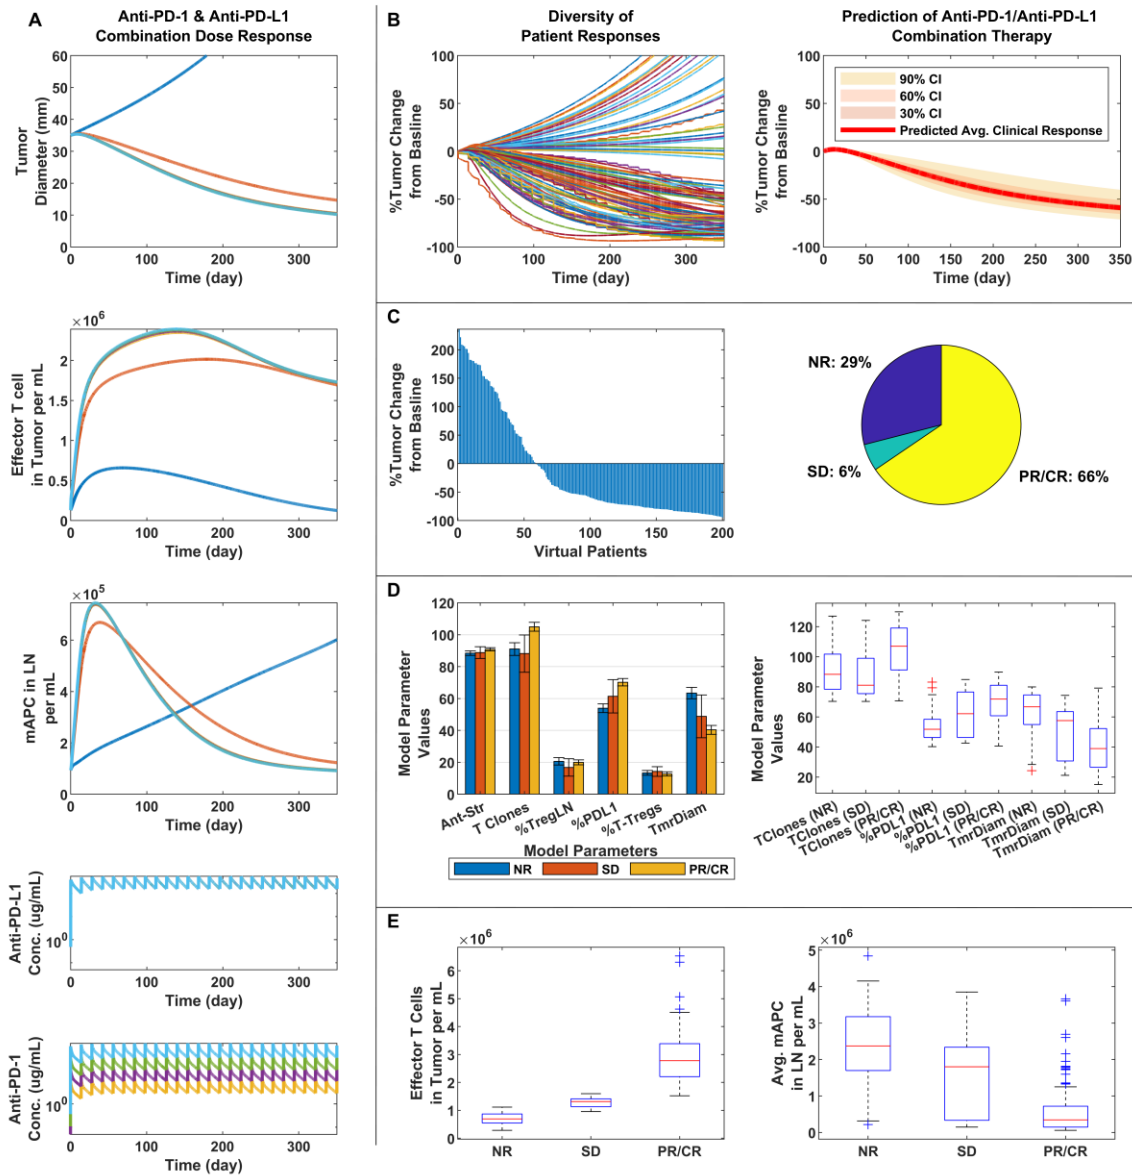 A
Anti-PD-1 & Anti-PD-L1
Combination Dose Response
Tumor
Diameter (mm)
60
50
40
30
20
10
0
0 100 200 300
Time (day)
×10⁶
Effector T cell
in Tumor per mL
2
1.5
1
0.5
0
0 100 200 300
Time (day)
×10⁵
mAPC in LN
per mL
6
4
2
0
0 100 200 300
Time (day)
Anti-PD-L1
Conc. (ug/mL)
10⁰
0 100 200 300
Time (day)
Anti-PD-1
Conc. (ug/mL)
10⁰
0 100 200 300
Time (day)
B
Diversity of
Patient Responses
%Tumor Change
from Basline
100
50
0
-50
-100
0 50 100 150 200 250 300 350
Time (day)
Prediction of Anti-PD-1/Anti-PD-L1
Combination Therapy
90% CI
60% CI
30% CI
Predicted Avg. Clinical Response
%Tumor Change
from Basline
100
50
0
-50
-100
0 50 100 150 200 250 300 350
Time (day)
C
%Tumor Change
from Basline
200
150
100
50
0
-50
-100
0 50 100 150 200
Virtual Patients
NR: 29%
SD: 6%
PR/CR: 66%
D
Model Parameter
Values
120
100
80
60
40
20
0
Ant-Str
T Clones
%TregLN
%PDL1
%T-Tregs
TmrDiam
Model Parameters
NR SD PR/CR
Model Parameter
Values
120
100
80
60
40
20
TClones (NR)
TClones (SD)
TClones (PR/CR)
%PDL1 (NR)
%PDL1 (SD)
%PDL1 (PR/CR)
TmrDiam (NR)
TmrDiam (SD)
TmrDiam (PR/CR)
E
×10⁶
Effector T Cells
in Tumor per mL
6
5
4
3
2
1
0
NR SD PR/CR
×10⁶
Avg. mAPC
in LN per mL
5
4
3
2
1
0
NR SD PR/CR